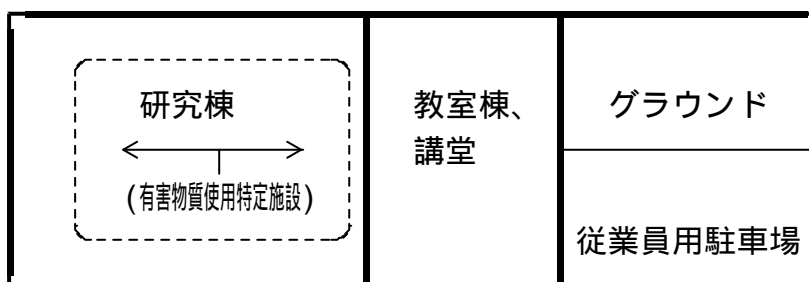 研究棟
(有害物質使用特定施設)
教室棟、
講堂
グラウンド
従業員用駐車場